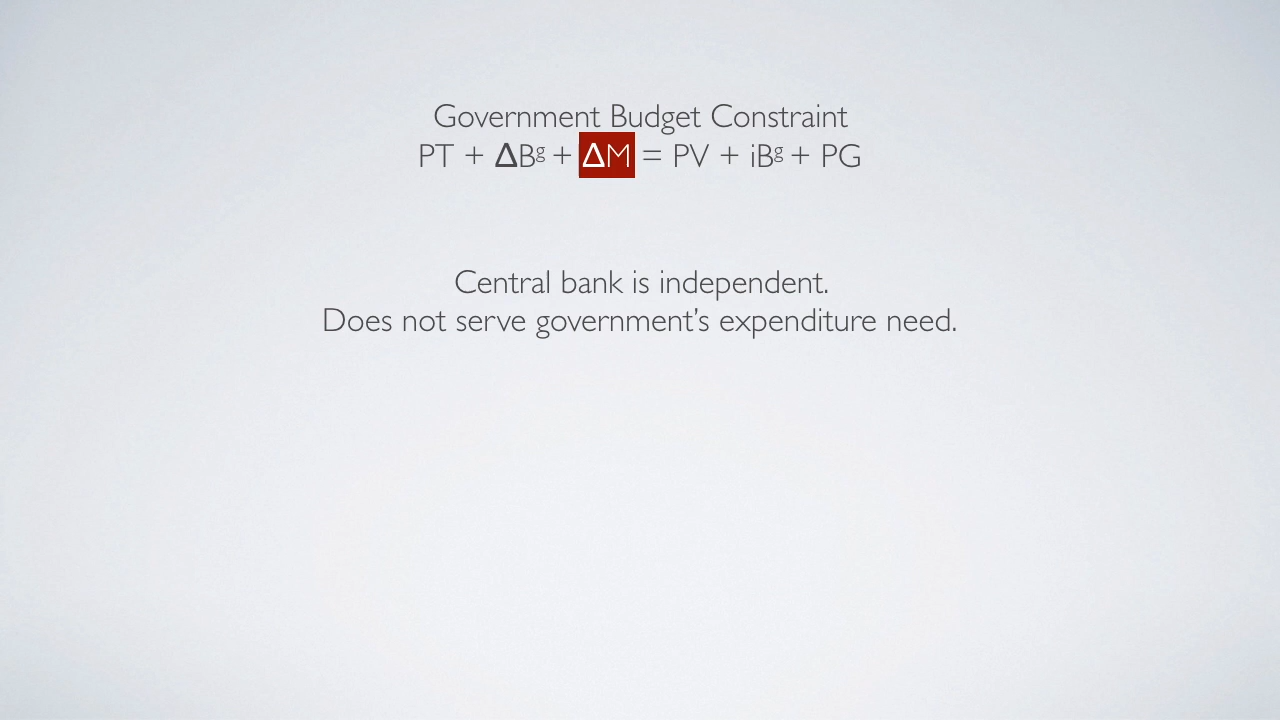 Government Budget Constraint
PT + ΔBᵍ + ΔM = PV + iBᵍ + PG
Central bank is independent.
Does not serve government’s expenditure need.